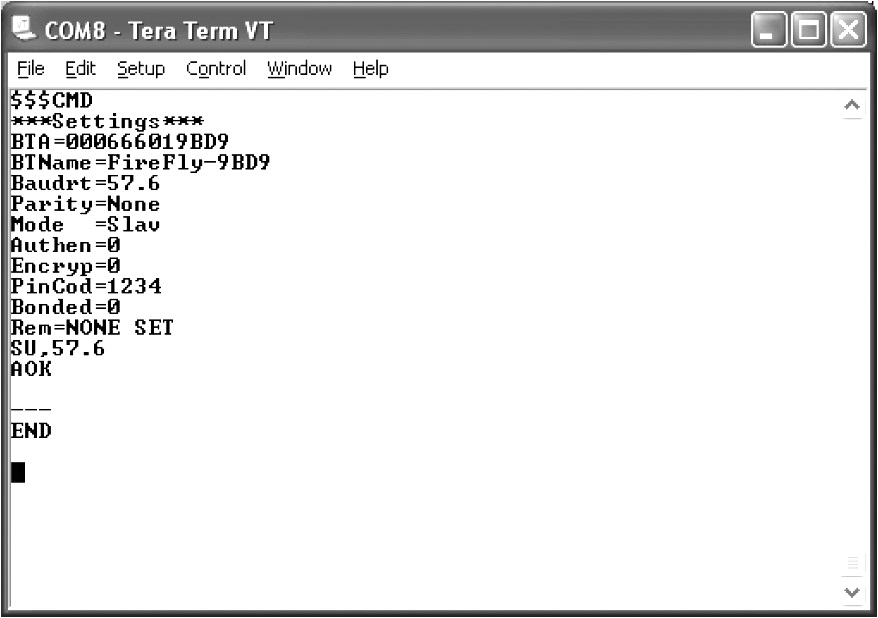 COM8 - Tera Term VT
File Edit Setup Control Window Help
$$$CMD
***Settings***
BTA=000666019BD9
BTName=FireFly-9BD9
Baudrt=57.6
Parity=None
Mode  =Slav
Authen=0
Encryp=0
PinCod=1234
Bonded=0
Rem=NONE SET
SU,57.6
AOK
---
END